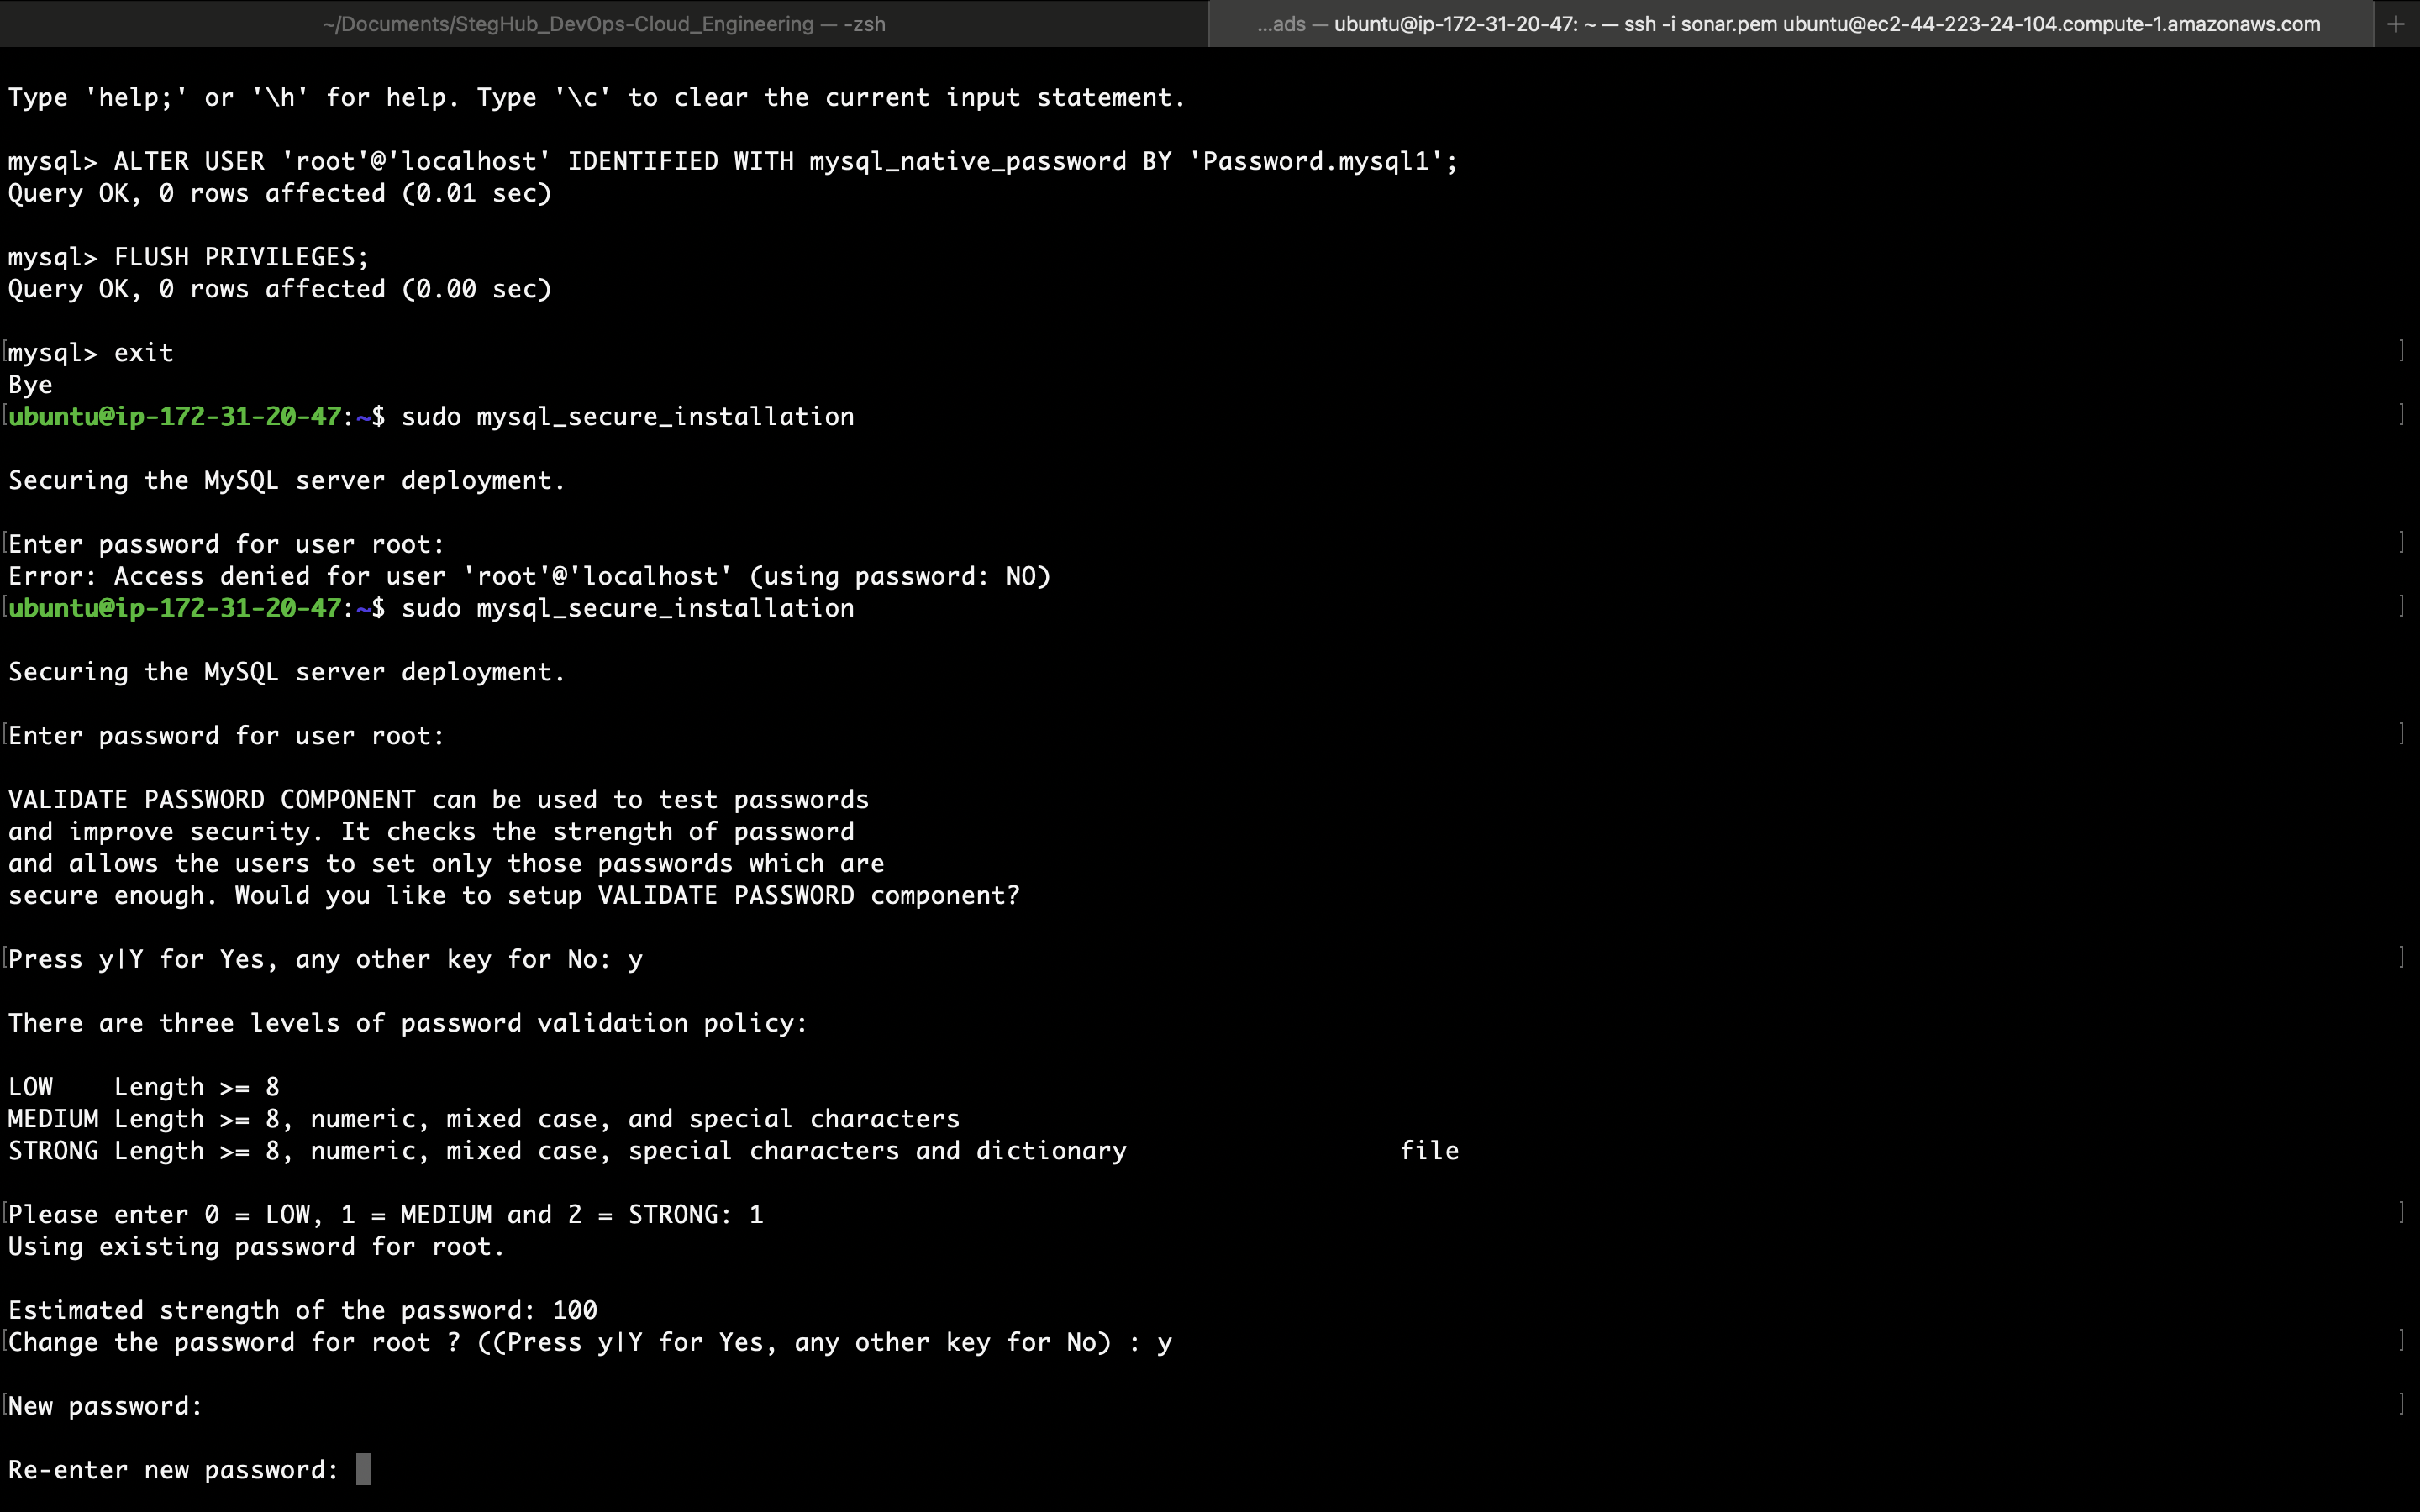 ~/Documents/StegHub_DevOps-Cloud_Engineering — -zsh
...ads — ubuntu@ip-172-31-20-47: ~ — ssh -i sonar.pem ubuntu@ec2-44-223-24-104.compute-1.amazonaws.com
+
Type 'help;' or '\h' for help. Type '\c' to clear the current input statement.
mysql> ALTER USER 'root'@'localhost' IDENTIFIED WITH mysql_native_password BY 'Password.mysql1';
Query OK, 0 rows affected (0.01 sec)
mysql> FLUSH PRIVILEGES;
Query OK, 0 rows affected (0.00 sec)
[mysql> exit ]
Bye
[ubuntu@ip-172-31-20-47:~$ sudo mysql_secure_installation ]
Securing the MySQL server deployment.
[Enter password for user root: ]
Error: Access denied for user 'root'@'localhost' (using password: NO)
[ubuntu@ip-172-31-20-47:~$ sudo mysql_secure_installation ]
Securing the MySQL server deployment.
[Enter password for user root: ]
VALIDATE PASSWORD COMPONENT can be used to test passwords
and improve security. It checks the strength of password
and allows the users to set only those passwords which are
secure enough. Would you like to setup VALIDATE PASSWORD component?
[Press y|Y for Yes, any other key for No: y ]
There are three levels of password validation policy:
LOW    Length >= 8
MEDIUM Length >= 8, numeric, mixed case, and special characters
STRONG Length >= 8, numeric, mixed case, special characters and dictionary                  file
[Please enter 0 = LOW, 1 = MEDIUM and 2 = STRONG: 1 ]
Using existing password for root.
Estimated strength of the password: 100
[Change the password for root ? ((Press y|Y for Yes, any other key for No) : y ]
[New password: ]
Re-enter new password: